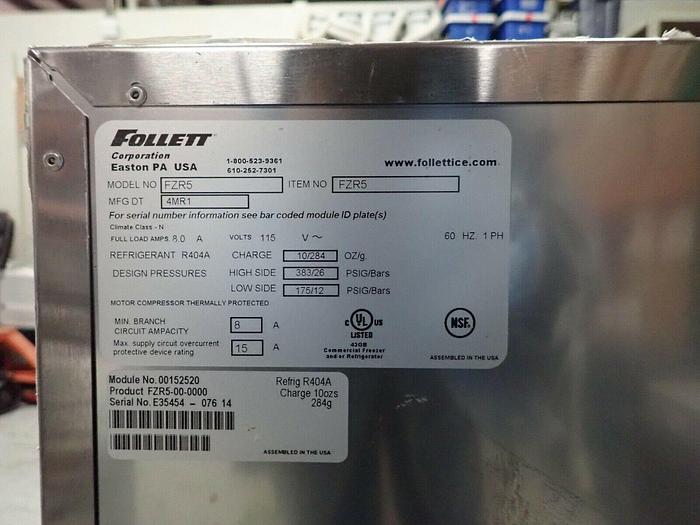 FOLLETT
Corporation
Easton PA USA
1-800-523-9361
610-252-7301
www.follettice.com
MODEL NO FZR5 ITEM NO FZR5
MFG DT 4MR1
For serial number information see bar coded module ID plate(s)
Climate Class - N
FULL LOAD AMPS. 8.0 A VOLTS 115 V ~ 60 HZ. 1 PH
REFRIGERANT R404A CHARGE 10/284 OZ/g.
DESIGN PRESSURES HIGH SIDE 383/26 PSIG/Bars
LOW SIDE 175/12 PSIG/Bars
MOTOR COMPRESSOR THERMALLY PROTECTED
MIN. BRANCH
CIRCUIT AMPACITY 8 A
Max. supply circuit overcurrent
protective device rating 15 A
C UL US
LISTED
43GB
Commercial Freezer
and/or Refrigerator
NSF.
ASSEMBLED IN THE USA
Module No. 00152520
Product FZR5-00-0000
Serial No. E35454 - 076 14
Refrig R404A
Charge 10ozs
284g
ASSEMBLED IN THE USA